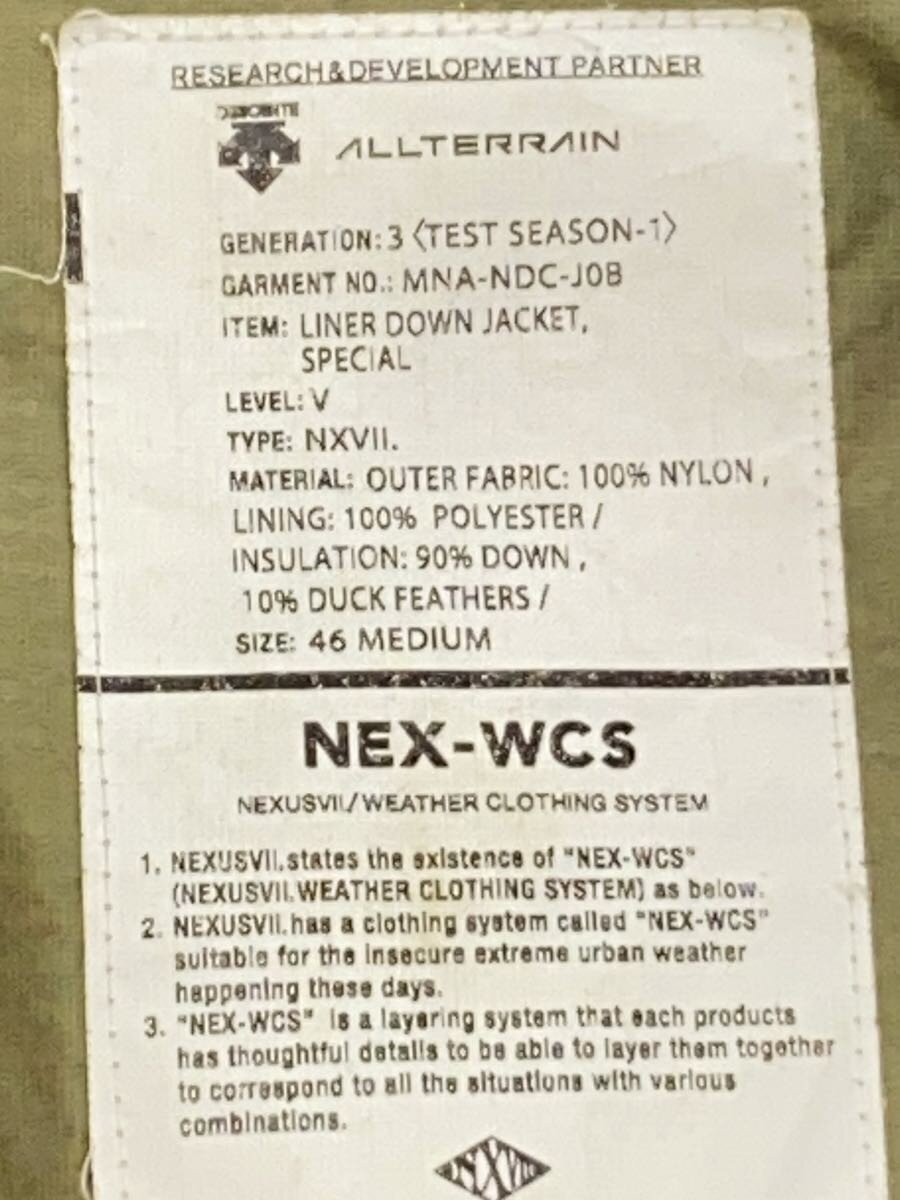 RESEARCH&DEVELOPMENT PARTNER
DESCENTE
ALLTERRAIN
GENERATION: 3〈TEST SEASON-1〉
GARMENT NO.: MNA-NDC-J0B
ITEM: LINER DOWN JACKET,
SPECIAL
LEVEL: V
TYPE: NXVII.
MATERIAL: OUTER FABRIC: 100% NYLON ,
LINING: 100% POLYESTER /
INSULATION: 90% DOWN ,
10% DUCK FEATHERS /
SIZE: 46 MEDIUM
NEX-WCS
NEXUSVII/WEATHER CLOTHING SYSTEM
1. NEXUSVII.states the existence of "NEX-WCS"
(NEXUSVII.WEATHER CLOTHING SYSTEM) as below.
2. NEXUSVII.has a clothing system called "NEX-WCS"
suitable for the insecure extreme urban weather
happening these days.
3. "NEX-WCS" is a layering system that each products
has thoughtful details to be able to layer them together
to correspond to all the situations with various
combinations.
NXVII